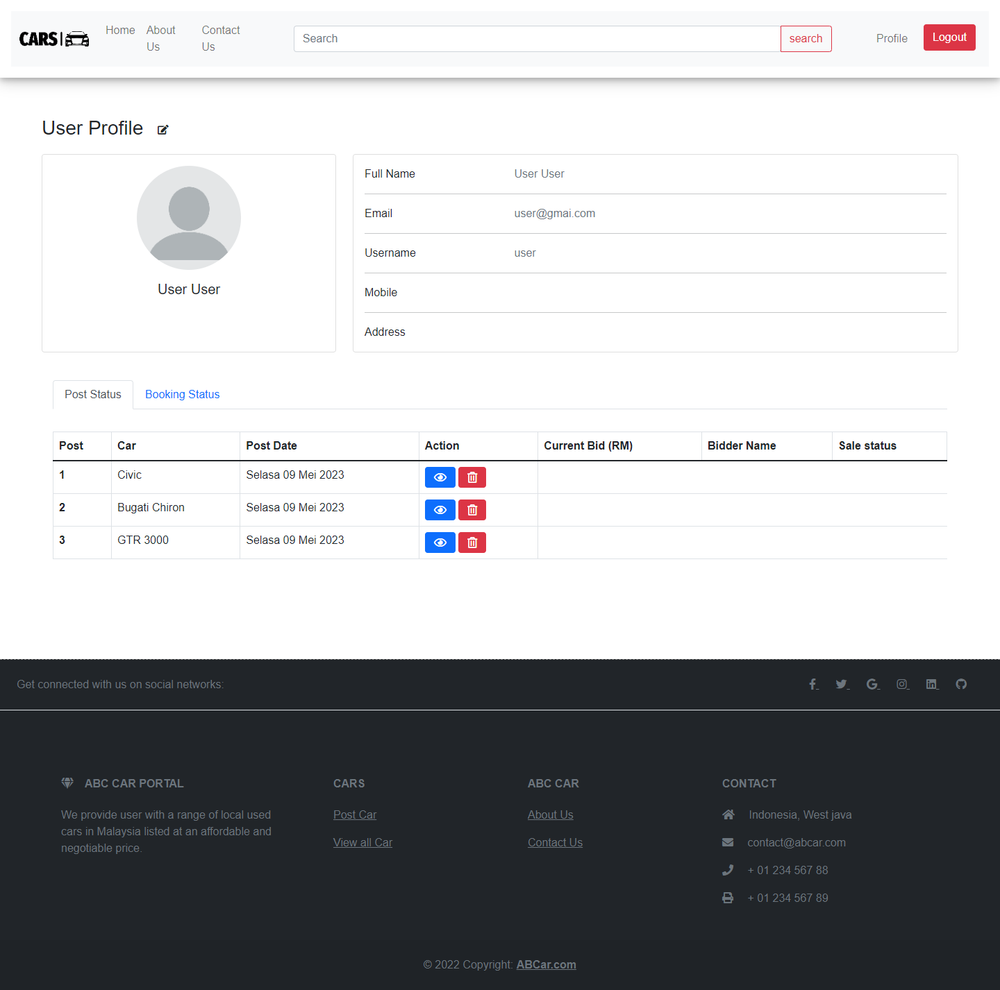 CARS
Home
About Us
Contact Us
Search
search
Profile
Logout
User Profile
User User
Full Name User User
Email user@gmai.com
Username user
Mobile
Address
Post Status Booking Status
Post Car Post Date Action Current Bid (RM) Bidder Name Sale status
1 Civic Selasa 09 Mei 2023
2 Bugati Chiron Selasa 09 Mei 2023
3 GTR 3000 Selasa 09 Mei 2023
Get connected with us on social networks:
ABC CAR PORTAL
We provide user with a range of local used
cars in Malaysia listed at an affordable and
negotiable price.
CARS
Post Car
View all Car
ABC CAR
About Us
Contact Us
CONTACT
Indonesia, West java
contact@abcar.com
+ 01 234 567 88
+ 01 234 567 89
© 2022 Copyright: ABCar.com